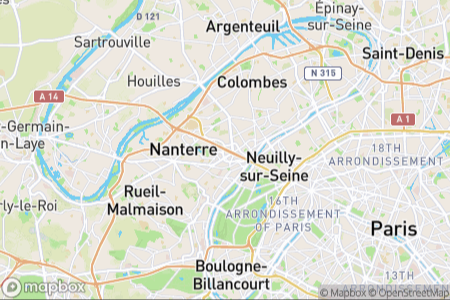 D 121
Argenteuil
Épinay-
sur-Seine
Sartrouville
Saint-Denis
Houilles
Colombes
N 315
A 14
A 1
t-Germain-
n-Laye
Nanterre
Neuilly-
sur-Seine
18TH
ARRONDISSEMENT
Rueil-
Malmaison
rly-le-Roi
16TH
ARRONDISSEMENT
OF PARIS
Paris
Boulogne-
Billancourt
13TH
ARRONDISSEMENT
mapbox
© Mapbox © OpenStreetMap